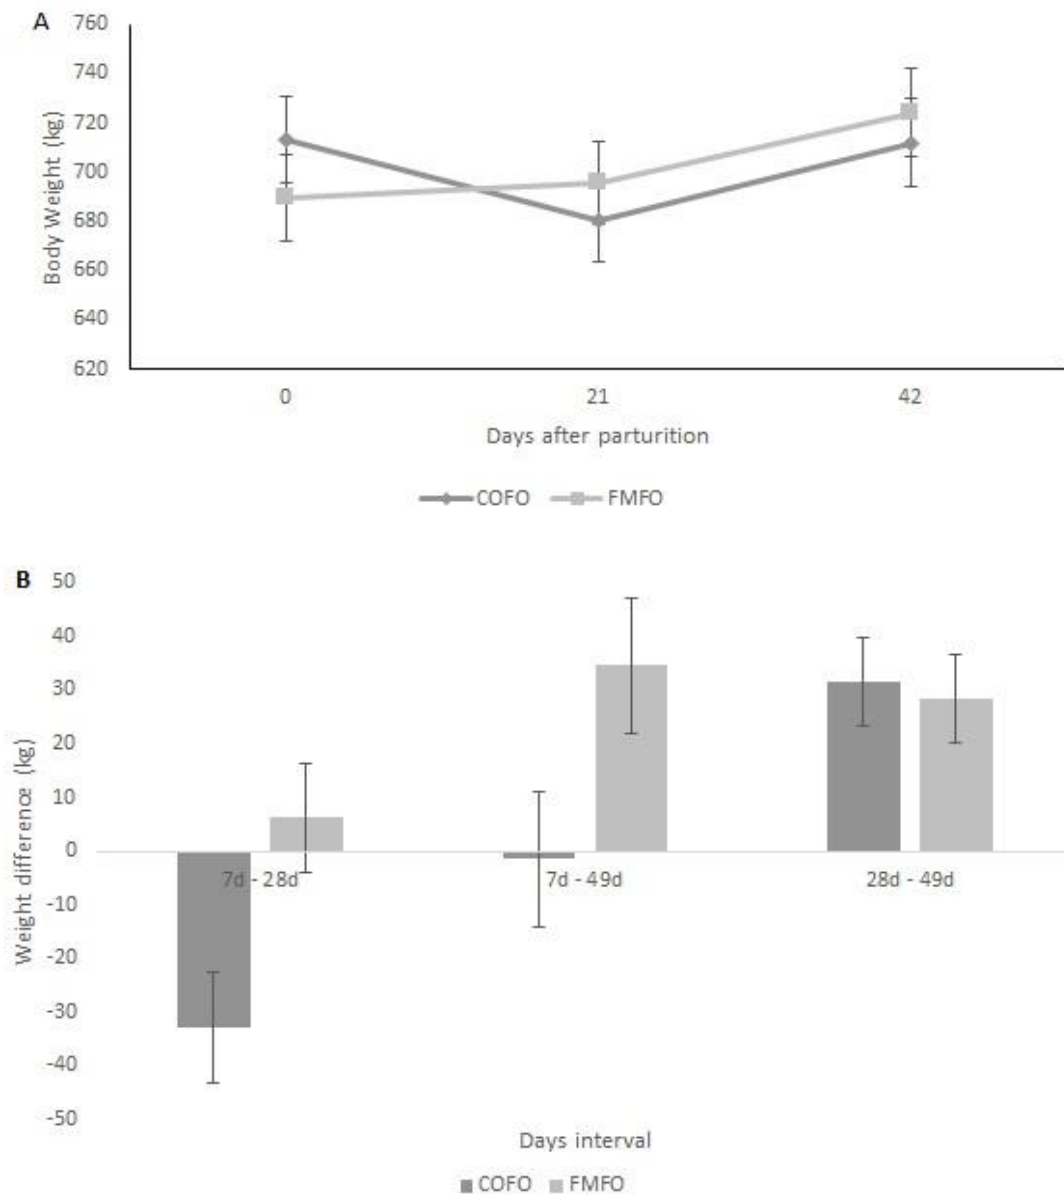 A
760
740
720
700
680
660
640
620
Body Weight (kg)
0 21 42
Days after parturition
COFO FMFO
B
50
40
30
20
10
0
-10
-20
-30
-40
-50
Weight difference (kg)
7d - 28d 7d - 49d 28d - 49d
Days interval
COFO FMFO